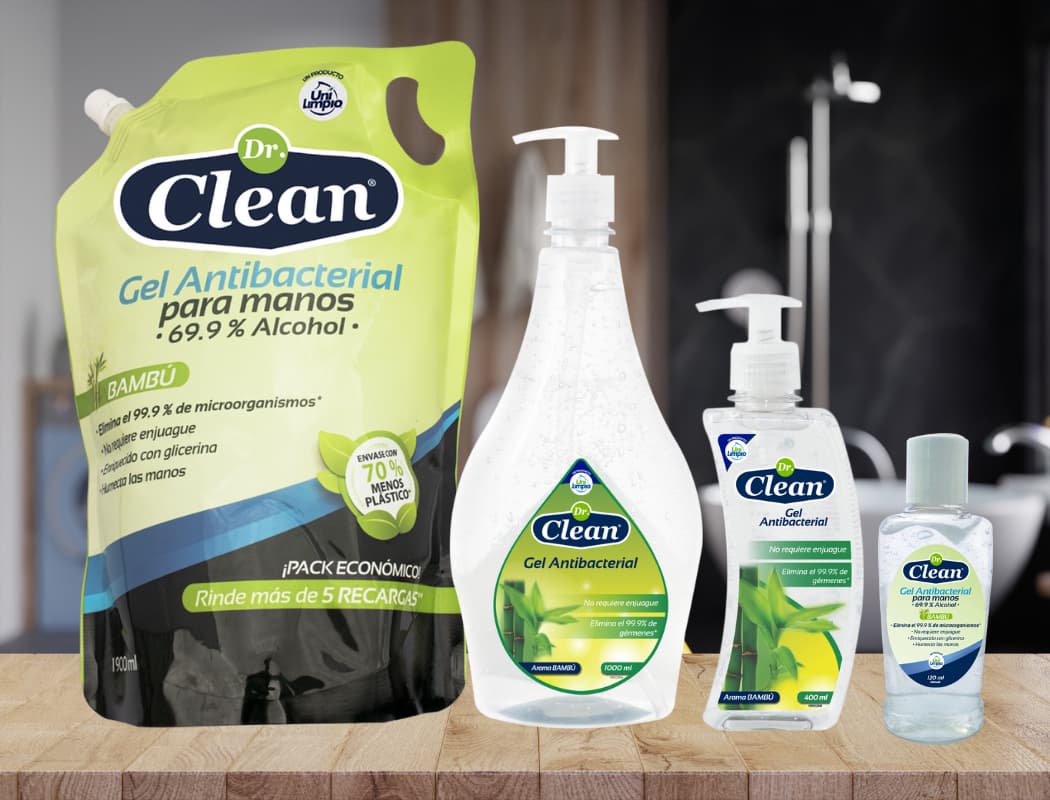 UN PRODUCTO
Uni
Limpio
Dr.
Clean®
Gel Antibacterial
para manos
• 69.9 % Alcohol •
BAMBÚ
• Elimina el 99.9 % de microorganismos*
• No requiere enjuague
• Enriquecido con glicerina
• Humecta las manos
ENVASE CON
70 %
MENOS
PLÁSTICO*
¡PACK ECONÓMICO!
Rinde más de 5 RECARGAS**
1900 ml
Uni
Limpio
Dr.
Clean®
Gel Antibacterial
No requiere enjuague
Elimina el 99.9% de
gérmenes*
Aroma BAMBÚ
1000 ml
Uni
Limpio
Dr.
Clean®
Gel
Antibacterial
No requiere enjuague
Elimina el 99.9% de
gérmenes*
Aroma BAMBÚ
400 ml
Dr.
Clean®
Gel Antibacterial
para manos
• 69.9 % Alcohol •
BAMBÚ
• Elimina el 99.9 % de microorganismos*
• No requiere enjuague
• Enriquecido con glicerina
• Humecta las manos
Uni
Limpio
120 ml